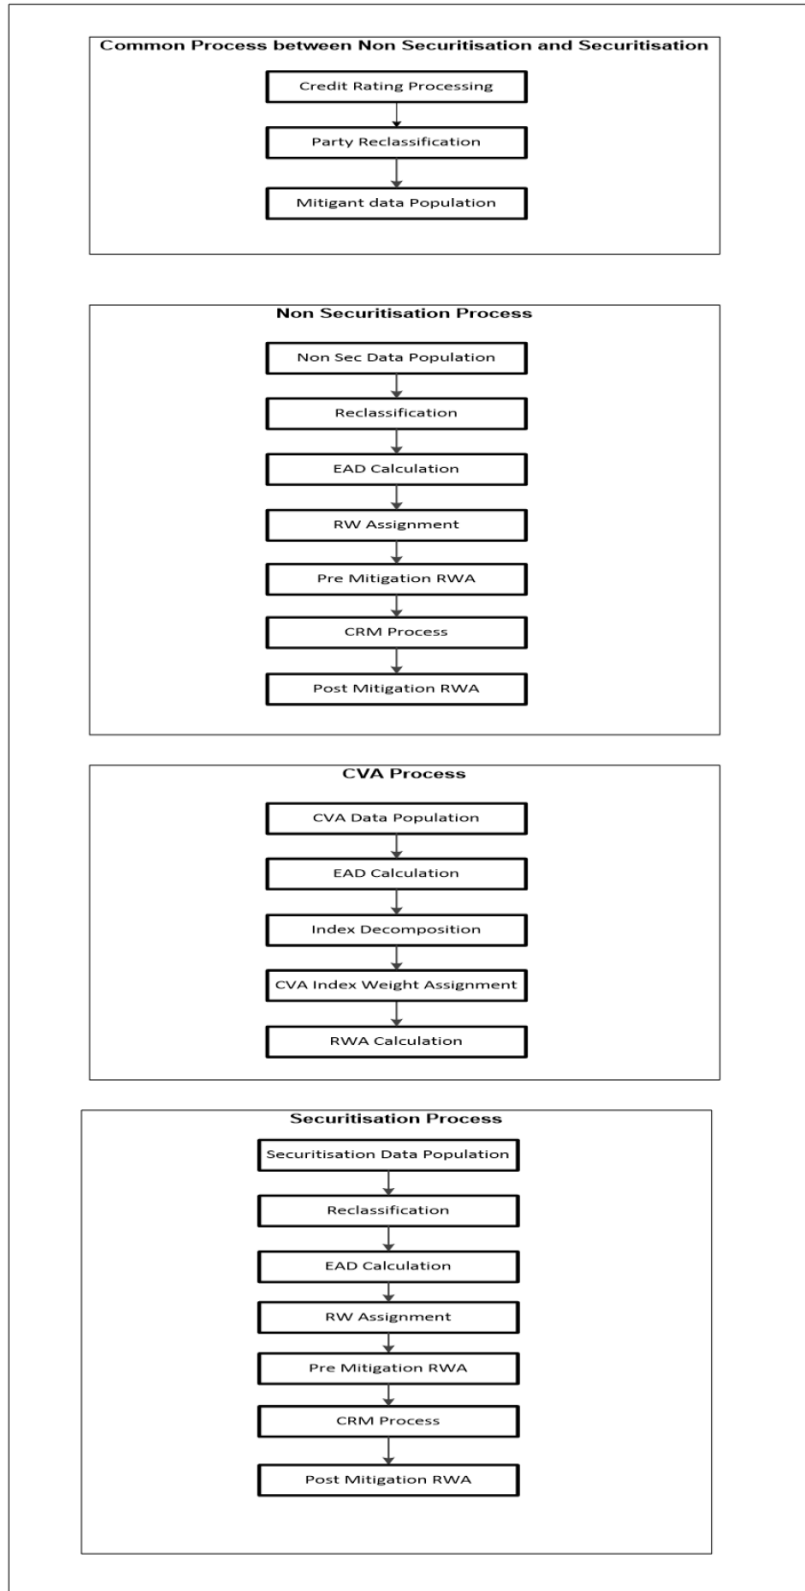 Common Process between Non Securitisation and Securitisation
Credit Rating Processing
Party Reclassification
Mitigant data Population
Non Securitisation Process
Non Sec Data Population
Reclassification
EAD Calculation
RW Assignment
Pre Mitigation RWA
CRM Process
Post Mitigation RWA
CVA Process
CVA Data Population
EAD Calculation
Index Decomposition
CVA Index Weight Assignment
RWA Calculation
Securitisation Process
Securitisation Data Population
Reclassification
EAD Calculation
RW Assignment
Pre Mitigation RWA
CRM Process
Post Mitigation RWA